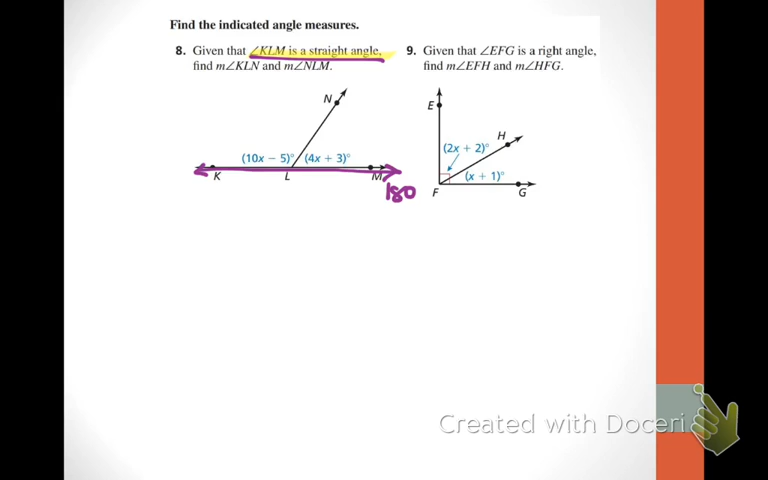 Find the indicated angle measures.
8. Given that ∠KLM is a straight angle,
find m∠KLN and m∠NLM.
9. Given that ∠EFG is a right angle,
find m∠EFH and m∠HFG.
N
(10x − 5)° (4x + 3)°
K L M
180
E
H
(2x + 2)°
(x + 1)°
F G
Created with Doceri